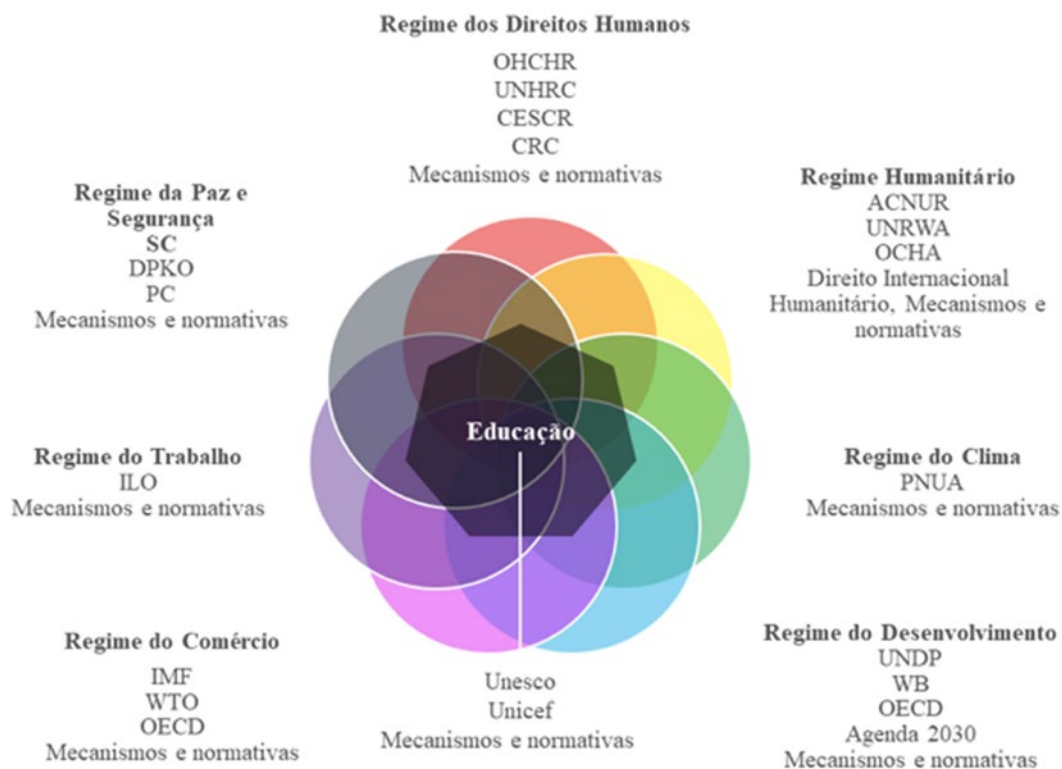 Regime dos Direitos Humanos
OHCHR
UNHRC
CESCR
CRC
Mecanismos e normativas
Regime da Paz e
Segurança
SC
DPKO
PC
Mecanismos e normativas
Regime Humanitário
ACNUR
UNRWA
OCHA
Direito Internacional
Humanitário, Mecanismos e
normativas
Educação
Regime do Trabalho
ILO
Mecanismos e normativas
Regime do Clima
PNUA
Mecanismos e normativas
Regime do Comércio
IMF
WTO
OECD
Mecanismos e normativas
Unesco
Unicef
Mecanismos e normativas
Regime do Desenvolvimento
UNDP
WB
OECD
Agenda 2030
Mecanismos e normativas